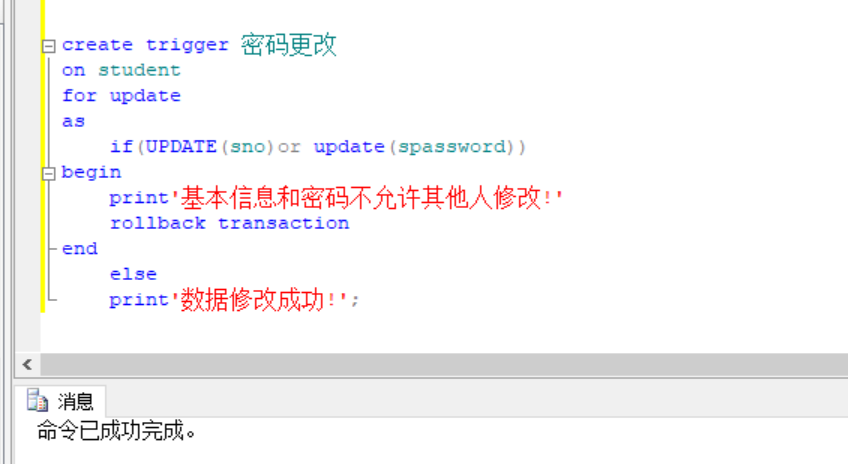 create trigger 密码更改
on student
for update
as
if(UPDATE(sno)or update(spassword))
begin
print'基本信息和密码不允许其他人修改!'
rollback transaction
end
else
print'数据修改成功!';
消息
命令已成功完成。